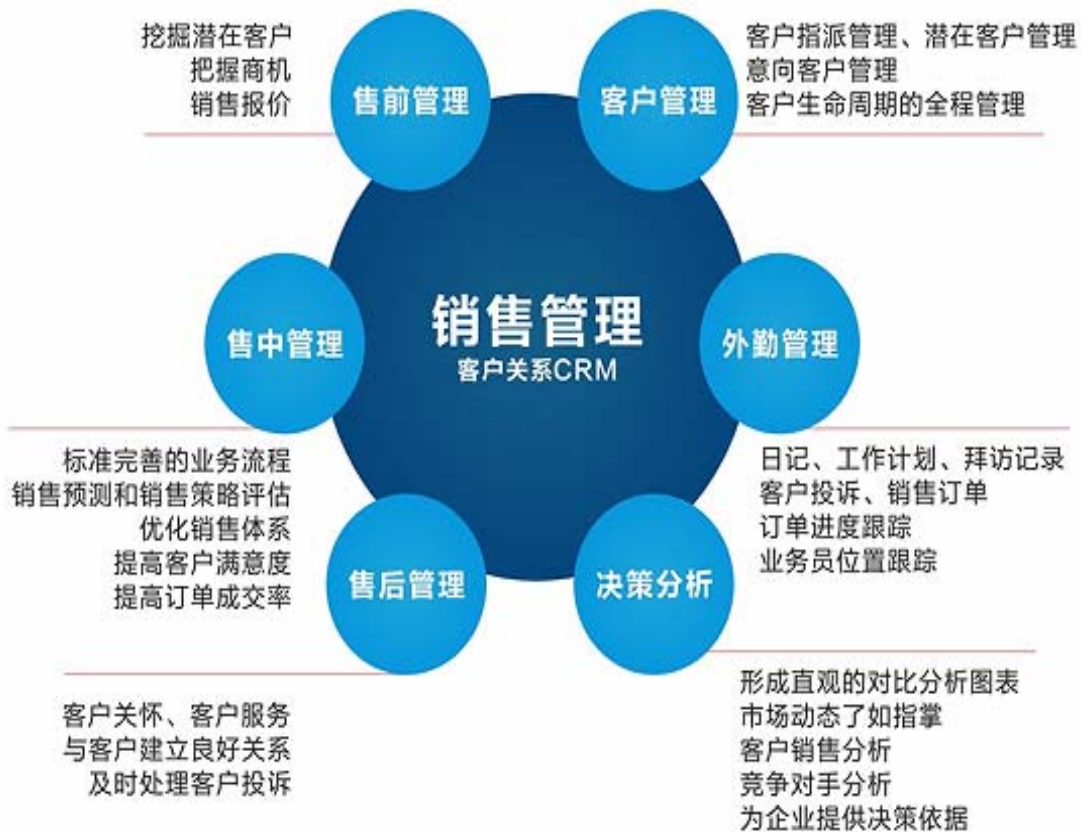 挖掘潜在客户
把握商机
销售报价
售前管理
客户管理
客户指派管理、潜在客户管理
意向客户管理
客户生命周期的全程管理
销售管理
客户关系CRM
售中管理
标准完善的业务流程
销售预测和销售策略评估
优化销售体系
提高客户满意度
提高订单成交率
外勤管理
日记、工作计划、拜访记录
客户投诉、销售订单
订单进度跟踪
业务员位置跟踪
售后管理
客户关怀、客户服务
与客户建立良好关系
及时处理客户投诉
决策分析
形成直观的对比分析图表
市场动态了如指掌
客户销售分析
竞争对手分析
为企业提供决策依据